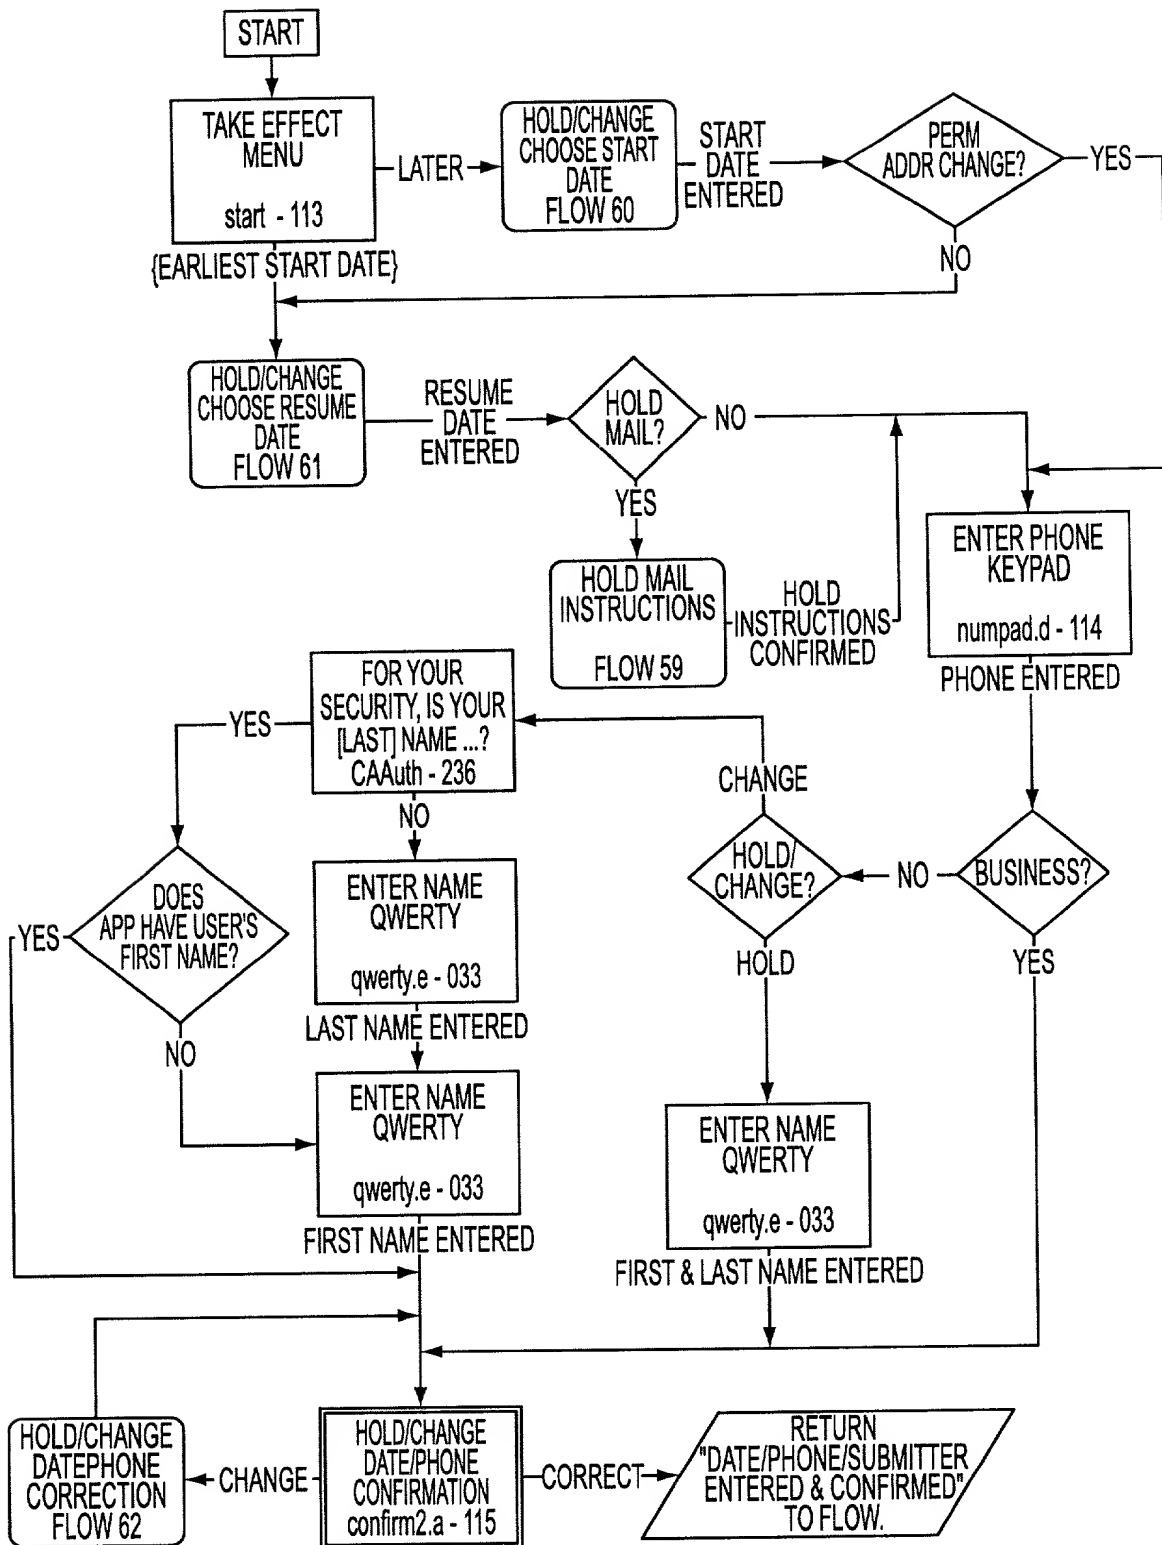 START
TAKE EFFECT
MENU
start - 113
LATER
HOLD/CHANGE
CHOOSE START
DATE
FLOW 60
START
DATE
ENTERED
PERM
ADDR CHANGE?
YES
NO
{EARLIEST START DATE}
HOLD/CHANGE
CHOOSE RESUME
DATE
FLOW 61
RESUME
DATE
ENTERED
HOLD
MAIL?
NO
YES
HOLD MAIL
INSTRUCTIONS
FLOW 59
HOLD
INSTRUCTIONS
CONFIRMED
ENTER PHONE
KEYPAD
numpad.d - 114
PHONE ENTERED
FOR YOUR
SECURITY, IS YOUR
[LAST] NAME ...?
CAAuth - 236
YES
NO
CHANGE
HOLD/
CHANGE?
NO
BUSINESS?
HOLD
YES
DOES
APP HAVE USER'S
FIRST NAME?
YES
NO
ENTER NAME
QWERTY
qwerty.e - 033
LAST NAME ENTERED
ENTER NAME
QWERTY
qwerty.e - 033
FIRST NAME ENTERED
ENTER NAME
QWERTY
qwerty.e - 033
FIRST & LAST NAME ENTERED
HOLD/CHANGE
DATEPHONE
CORRECTION
FLOW 62
CHANGE
HOLD/CHANGE
DATE/PHONE
CONFIRMATION
confirm2.a - 115
CORRECT
RETURN
"DATE/PHONE/SUBMITTER
ENTERED & CONFIRMED"
TO FLOW.